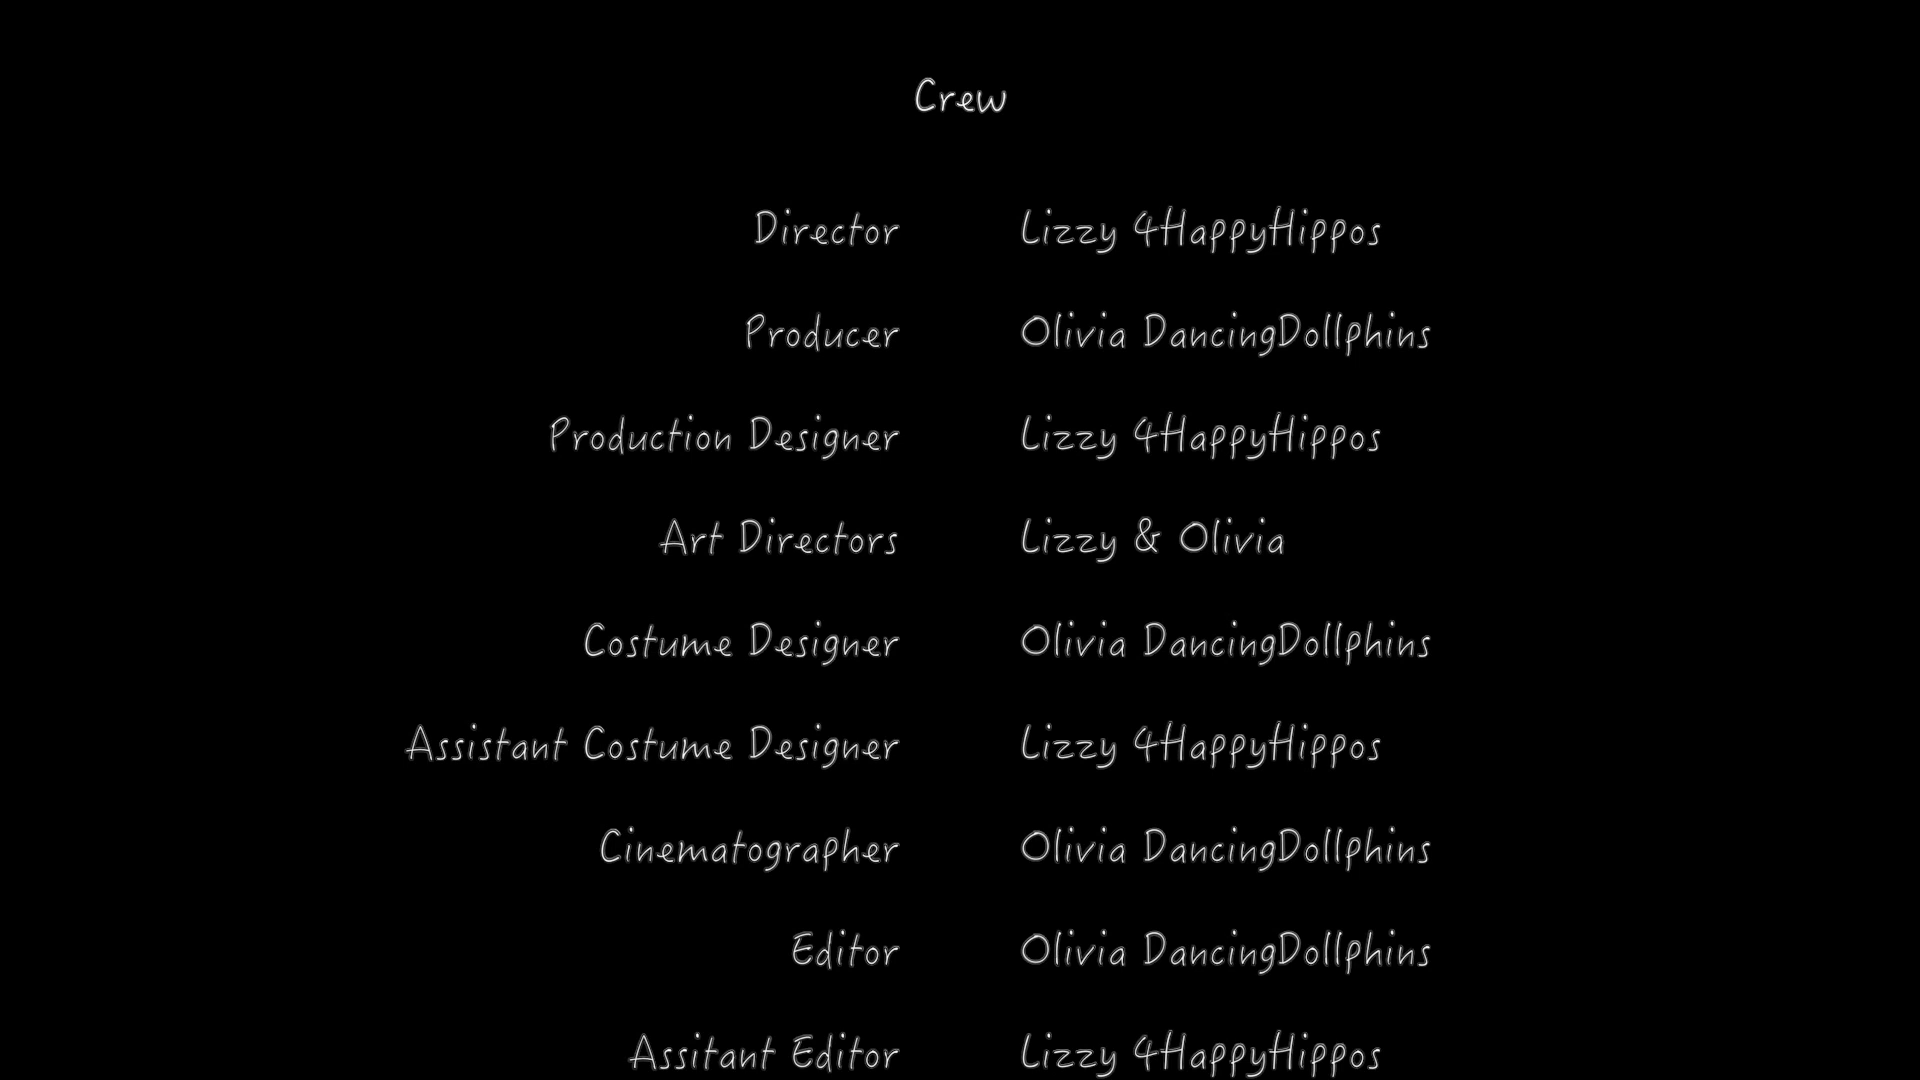 Crew
Director Lizzy 4HappyHippos
Producer Olivia DancingDollphins
Production Designer Lizzy 4HappyHippos
Art Directors Lizzy & Olivia
Costume Designer Olivia DancingDollphins
Assistant Costume Designer Lizzy 4HappyHippos
Cinematographer Olivia DancingDollphins
Editor Olivia DancingDollphins
Assitant Editor Lizzy 4HappyHippos